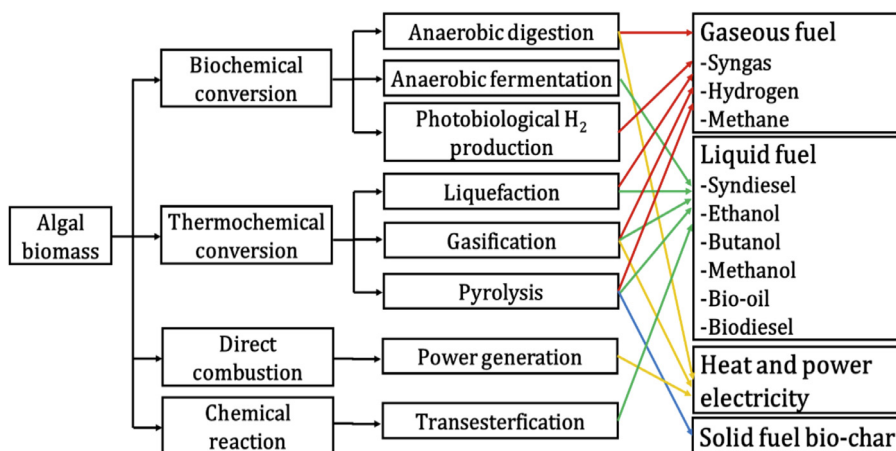 Algal
biomass
Biochemical
conversion
Thermochemical
conversion
Direct
combustion
Chemical
reaction
Anaerobic digestion
Anaerobic fermentation
Photobiological H₂
production
Liquefaction
Gasification
Pyrolysis
Power generation
Transesterfication
Gaseous fuel
-Syngas
-Hydrogen
-Methane
Liquid fuel
-Syndiesel
-Ethanol
-Butanol
-Methanol
-Bio-oil
-Biodiesel
Heat and power
electricity
Solid fuel bio-char